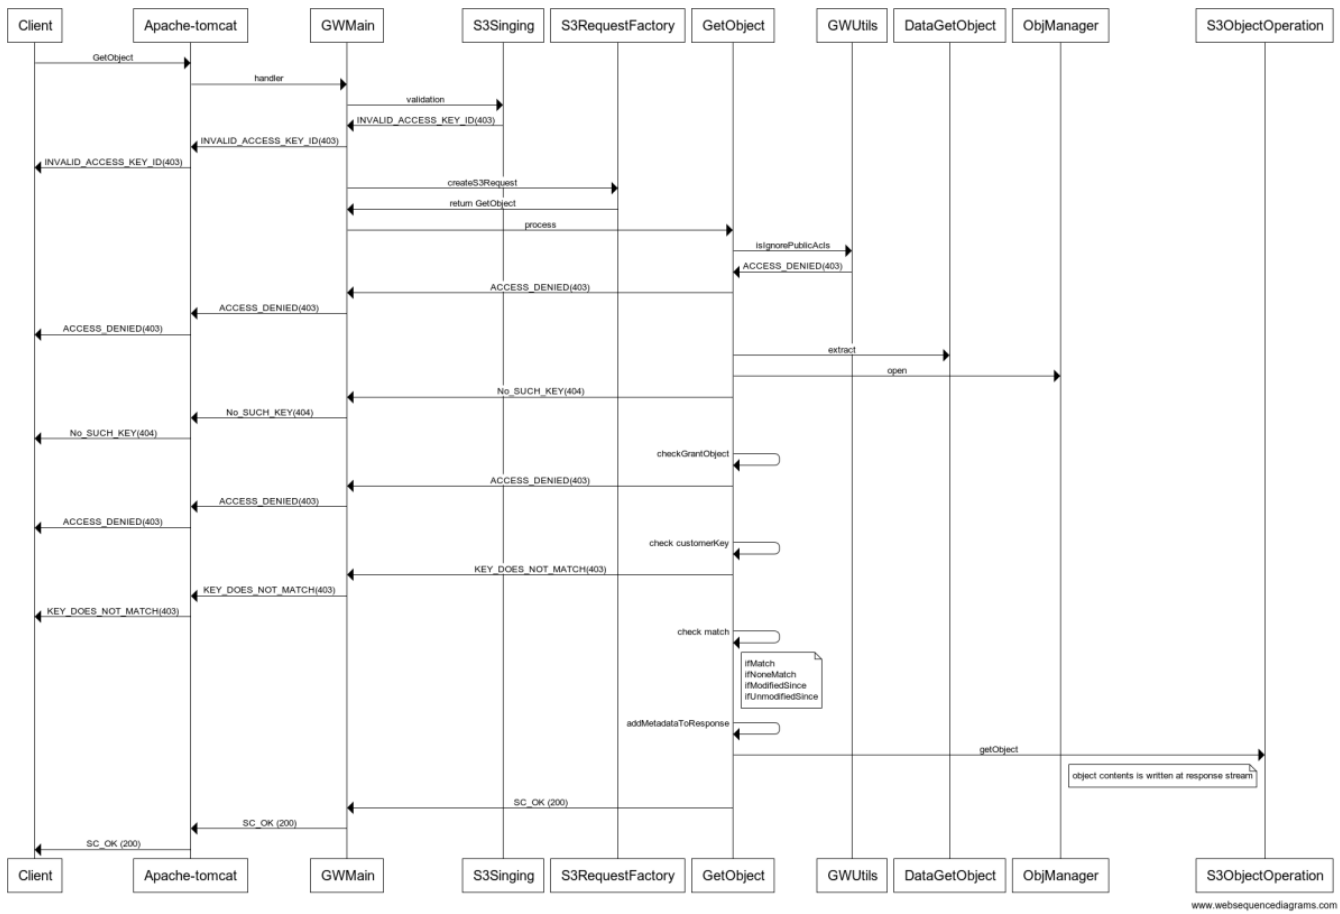 Client Apache-tomcat GWMain S3Singing S3RequestFactory GetObject GWUtils DataGetObject ObjManager S3ObjectOperation
GetObject
handler
validation
INVALID_ACCESS_KEY_ID(403)
INVALID_ACCESS_KEY_ID(403)
INVALID_ACCESS_KEY_ID(403)
createS3Request
return GetObject
process
isIgnorePublicAcls
ACCESS_DENIED(403)
ACCESS_DENIED(403)
ACCESS_DENIED(403)
ACCESS_DENIED(403)
extract
open
No_SUCH_KEY(404)
No_SUCH_KEY(404)
No_SUCH_KEY(404)
checkGrantObject
ACCESS_DENIED(403)
ACCESS_DENIED(403)
ACCESS_DENIED(403)
check customerKey
KEY_DOES_NOT_MATCH(403)
KEY_DOES_NOT_MATCH(403)
KEY_DOES_NOT_MATCH(403)
check match
ifMatch
ifNoneMatch
ifModifiedSince
ifUnmodifiedSince
addMetadataToResponse
getObject
object contents is written at response stream
SC_OK (200)
SC_OK (200)
SC_OK (200)
Client Apache-tomcat GWMain S3Singing S3RequestFactory GetObject GWUtils DataGetObject ObjManager S3ObjectOperation
www.websequencediagrams.com